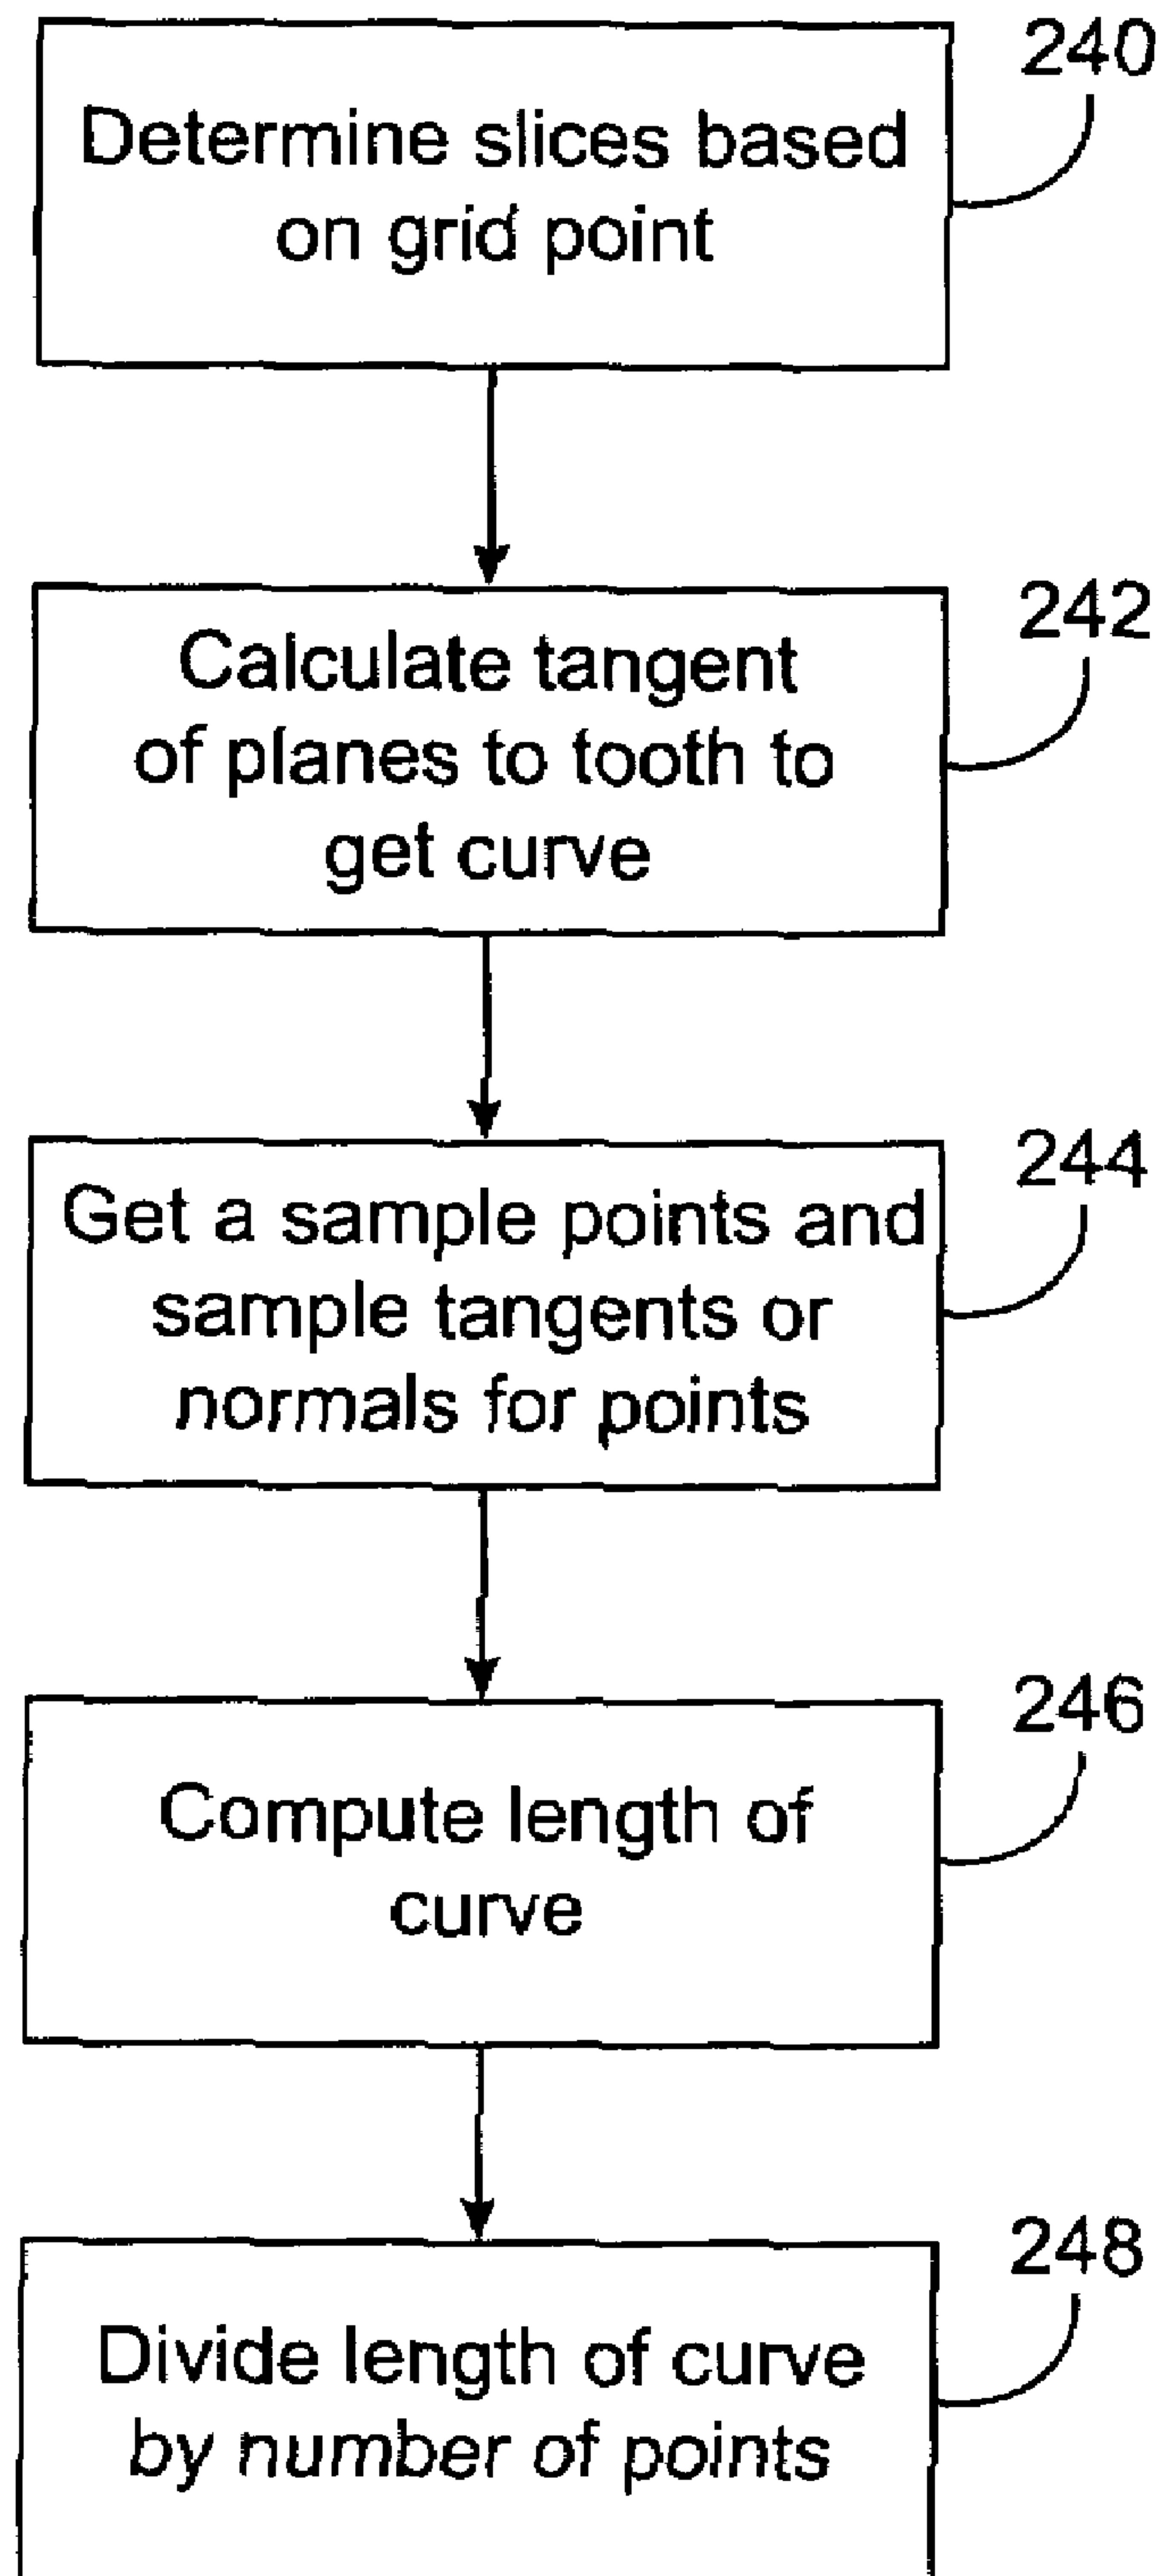 240
Determine slices based
on grid point
242
Calculate tangent
of planes to tooth to
get curve
244
Get a sample points and
sample tangents or
normals for points
246
Compute length of
curve
248
Divide length of curve
by number of points